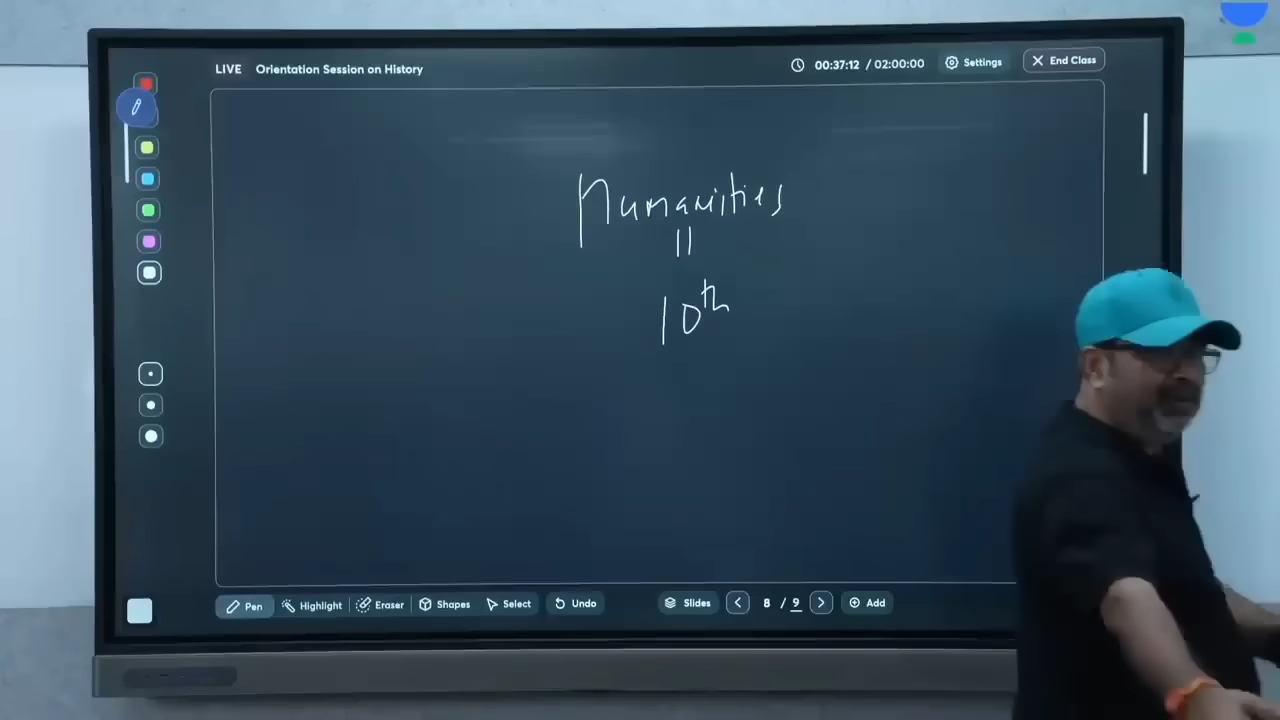 LIVE Orientation Session on History 00:37:12 / 02:00:00 Settings End Class
Humanities
10th
Pen Highlight Eraser Shapes Select Undo Slides 8 / 9 Add